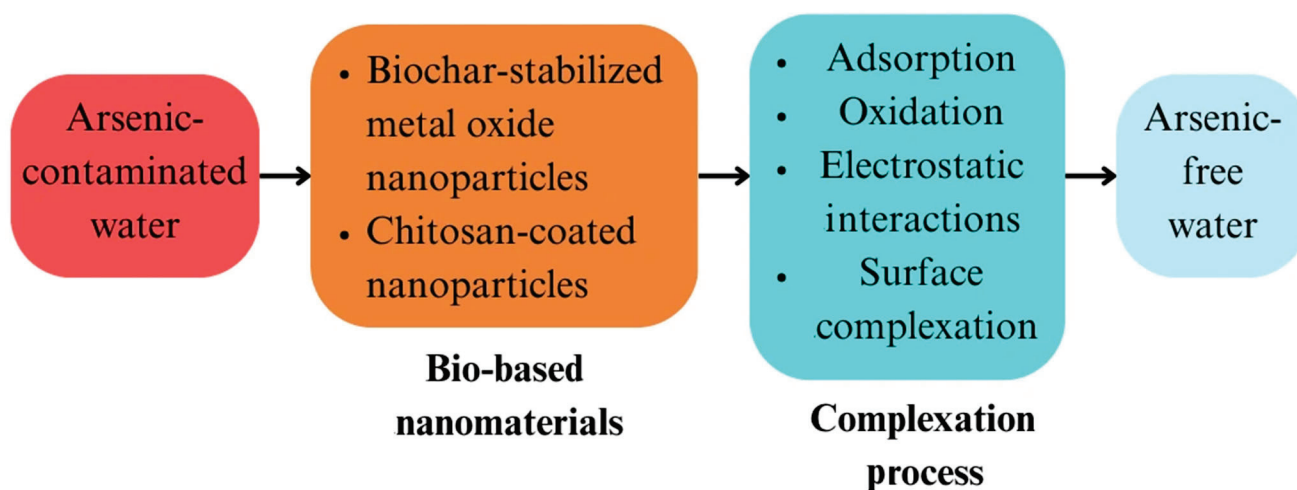 Arsenic-
contaminated
water
• Biochar-stabilized
metal oxide
nanoparticles
• Chitosan-coated
nanoparticles
Bio-based
nanomaterials
• Adsorption
• Oxidation
• Electrostatic
interactions
• Surface
complexation
Complexation
process
Arsenic-
free
water